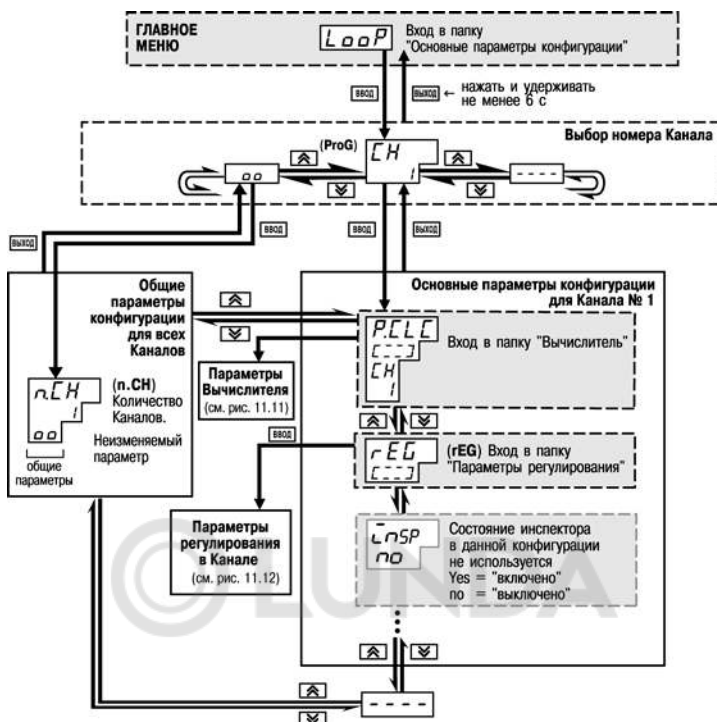 ГЛАВНОЕ
МЕНЮ
LooP
Вход в папку
"Основные параметры конфигурации"
ВВОД
ВЫХОД
← нажать и удерживать
не менее 6 с
Выбор номера Канала
(ProG)
CH
1
oo
- - - -
ВЫХОД
ВВОД
ВВОД
ВЫХОД
Общие
параметры
конфигурации
для всех
Каналов
n.CH
1
oo
(n.CH)
Количество
Каналов.
Неизменяемый
параметр
общие
параметры
Основные параметры конфигурации
для Канала № 1
P.CLC
[---]
CH
1
Вход в папку "Вычислитель"
Параметры
Вычислителя
(см. рис. 11.11)
ВВОД
rEG
[---]
(rEG) Вход в папку
"Параметры регулирования"
Параметры
регулирования
в Канале
(см. рис. 11.12)
inSP
no
Состояние инспектора
в данной конфигурации
не используется
Yes = "включено"
no = "выключено"
LUNDA
- - - -